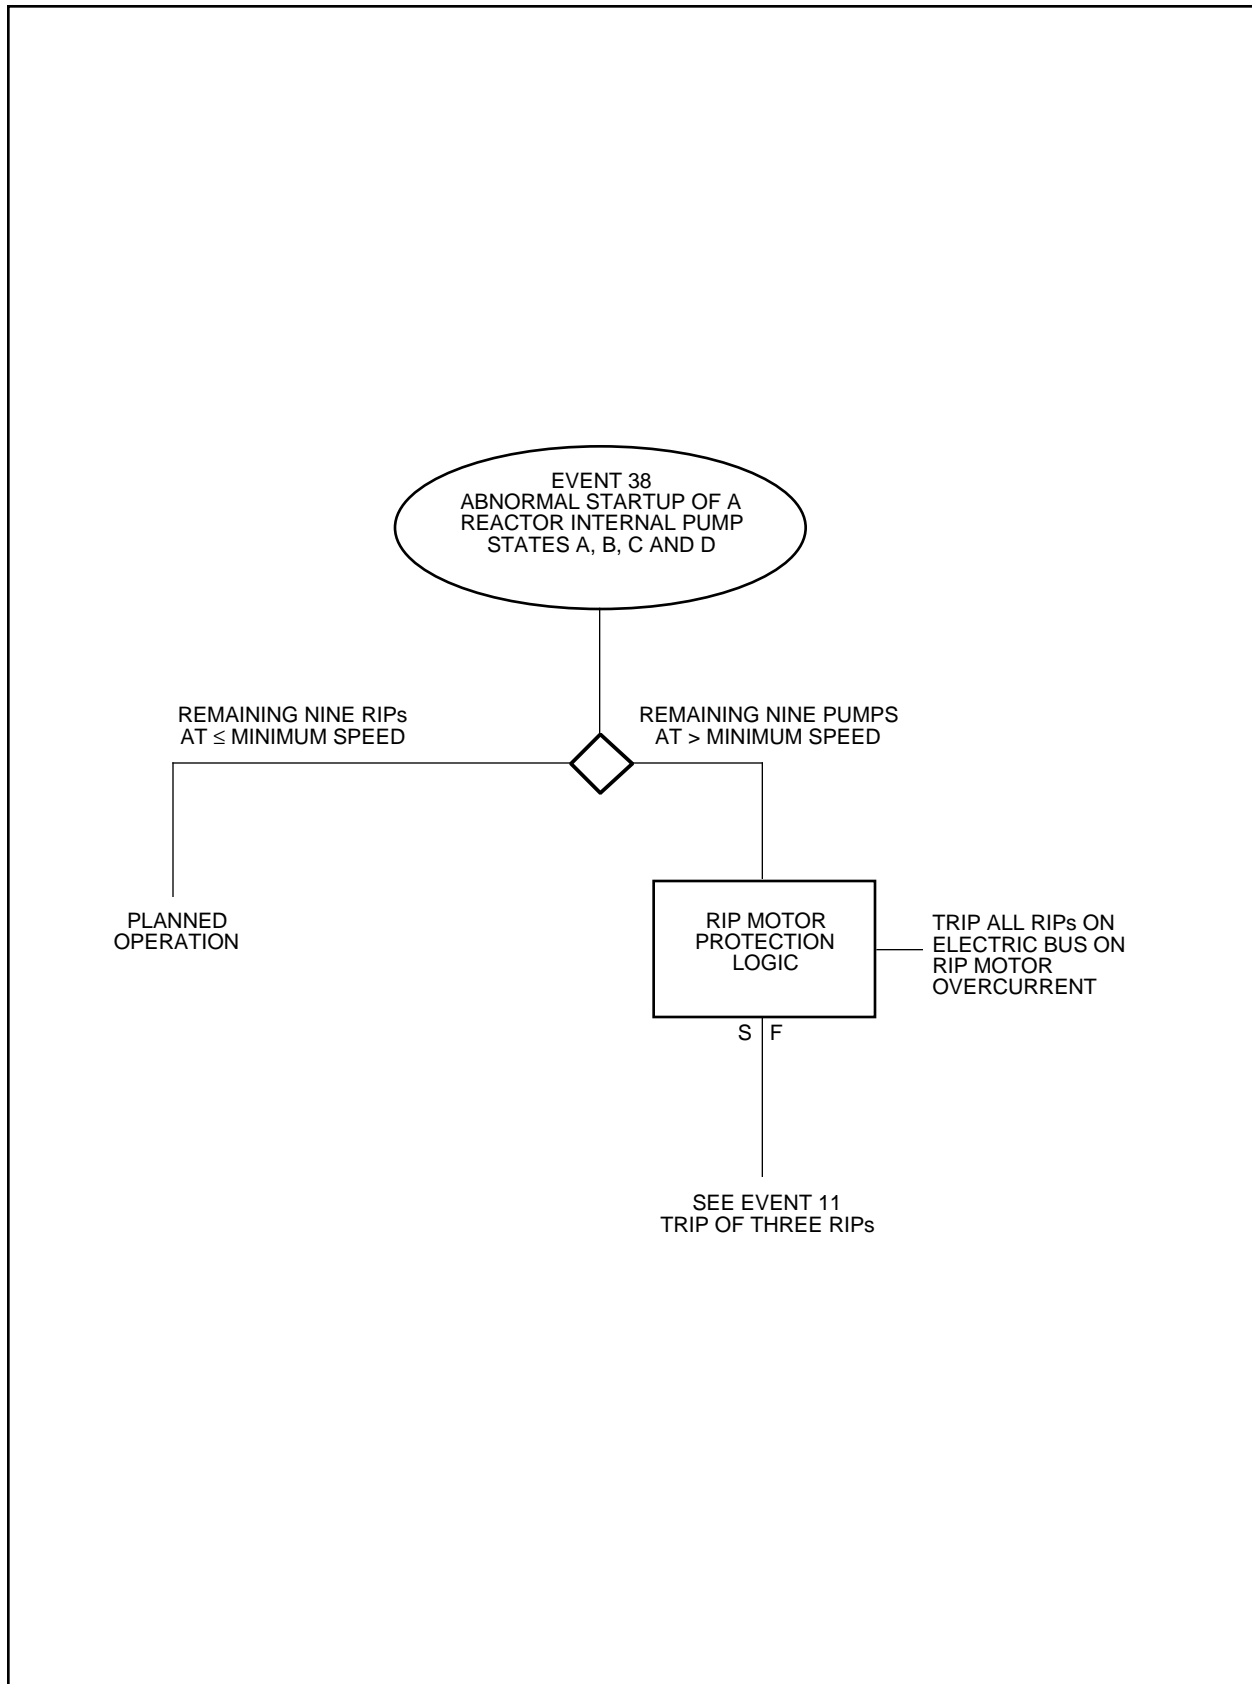 EVENT 38
ABNORMAL STARTUP OF A
REACTOR INTERNAL PUMP
STATES A, B, C AND D
REMAINING NINE RIPs
AT ≤ MINIMUM SPEED
REMAINING NINE PUMPS
AT > MINIMUM SPEED
PLANNED
OPERATION
RIP MOTOR
PROTECTION
LOGIC
TRIP ALL RIPs ON
ELECTRIC BUS ON
RIP MOTOR
OVERCURRENT
S F
SEE EVENT 11
TRIP OF THREE RIPs